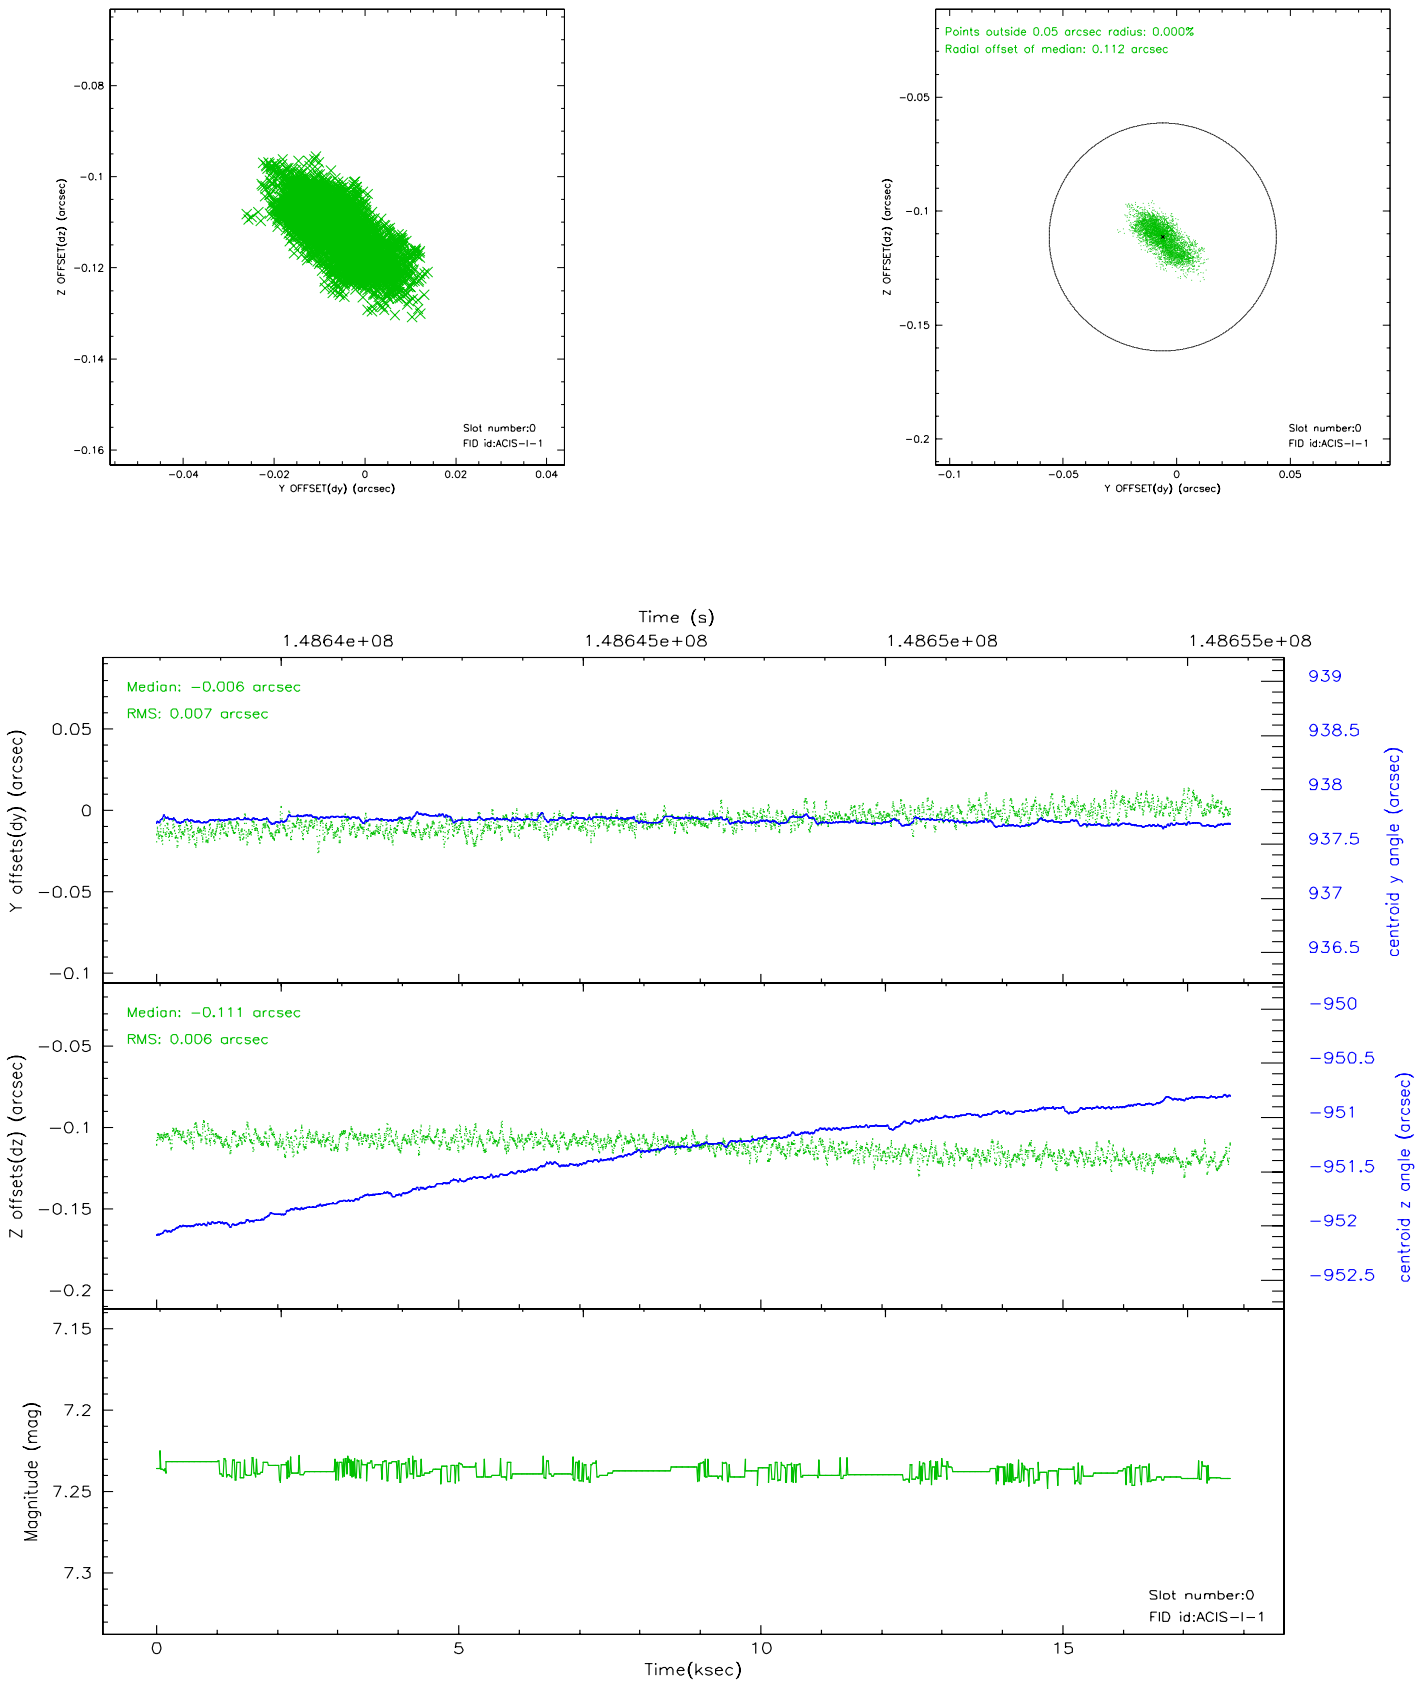 −0.08
−0.1
−0.12
−0.14
−0.16
Z OFFSET(dz) (arcsec)
Slot number:0
FID id:ACIS−I−1
−0.04
−0.02
0
0.02
0.04
Y OFFSET(dy) (arcsec)
Points outside 0.05 arcsec radius: 0.000%
Radial offset of median: 0.112 arcsec
−0.05
−0.1
−0.15
−0.2
Z OFFSET(dz) (arcsec)
Slot number:0
FID id:ACIS−I−1
−0.1
−0.05
0
0.05
Y OFFSET(dy) (arcsec)
Time (s)
1.4864e+08
1.48645e+08
1.4865e+08
1.48655e+08
Median: −0.006 arcsec
RMS: 0.007 arcsec
0.05
0
−0.05
−0.1
Y offsets(dy) (arcsec)
939
938.5
938
937.5
937
936.5
centroid y angle (arcsec)
Median: −0.111 arcsec
RMS: 0.006 arcsec
−0.05
−0.1
−0.15
−0.2
Z offsets(dz) (arcsec)
−950
−950.5
−951
−951.5
−952
−952.5
centroid z angle (arcsec)
7.15
7.2
7.25
7.3
Magnitude (mag)
Slot number:0
FID id:ACIS−I−1
0
5
10
15
Time(ksec)